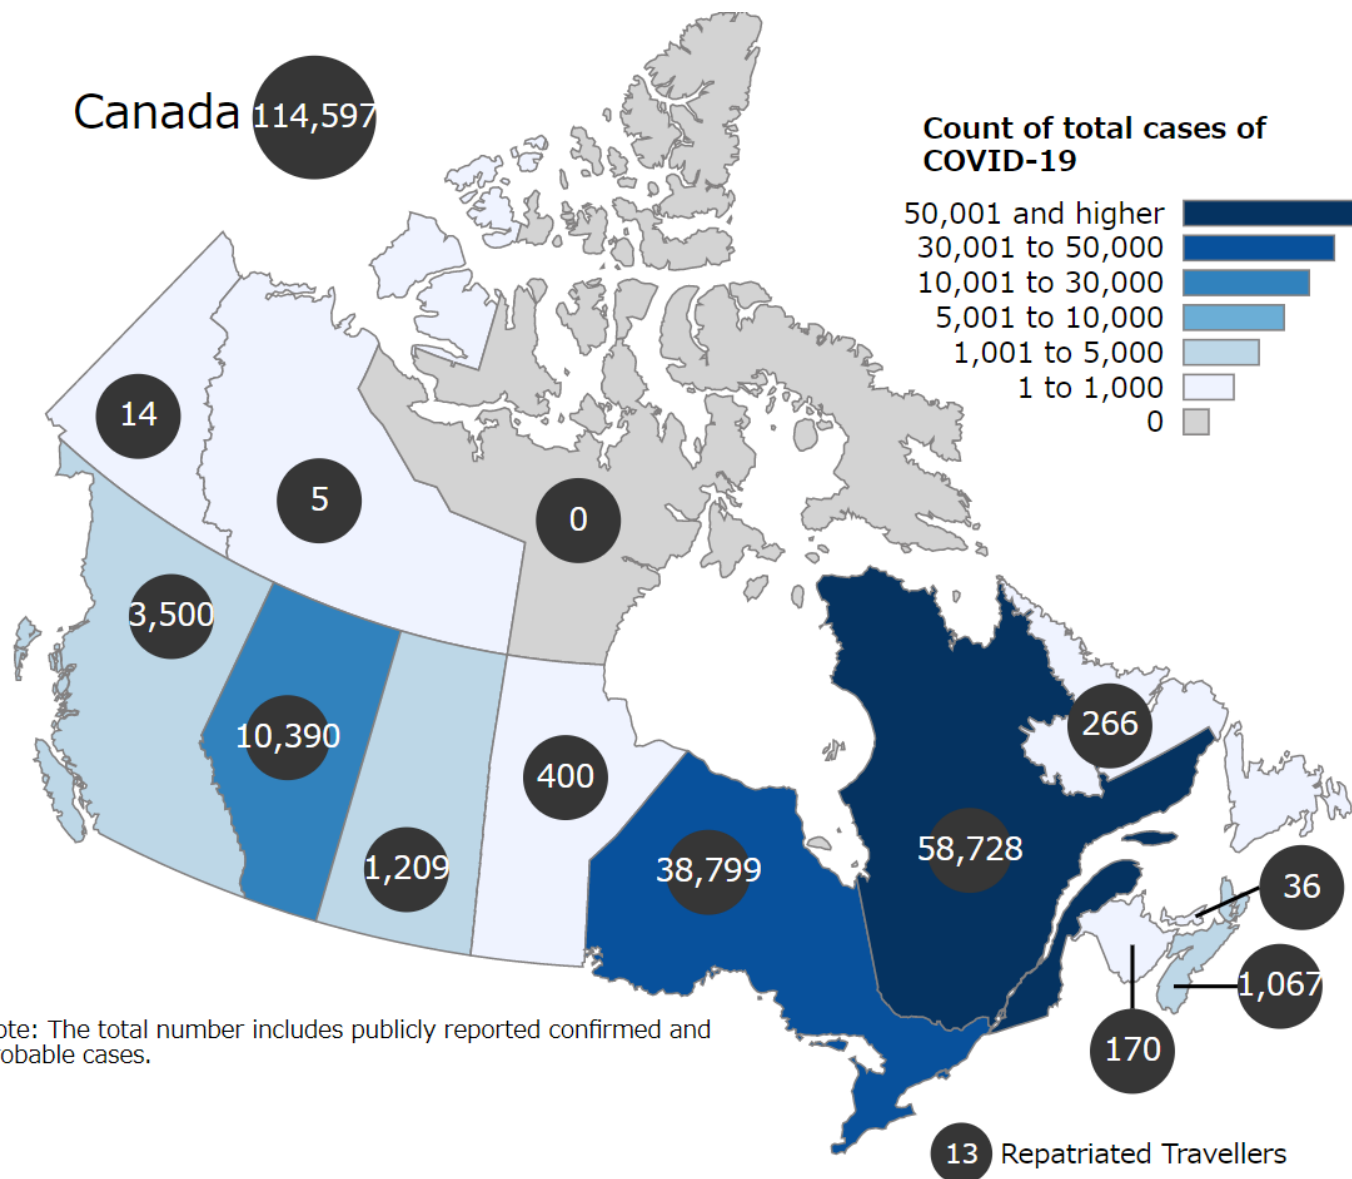 Canada 114,597
Count of total cases of
COVID-19
50,001 and higher
30,001 to 50,000
10,001 to 30,000
5,001 to 10,000
1,001 to 5,000
1 to 1,000
0
14
5
0
3,500
10,390
1,209
400
38,799
58,728
266
36
1,067
170
ote: The total number includes publicly reported confirmed and
robable cases.
13 Repatriated Travellers